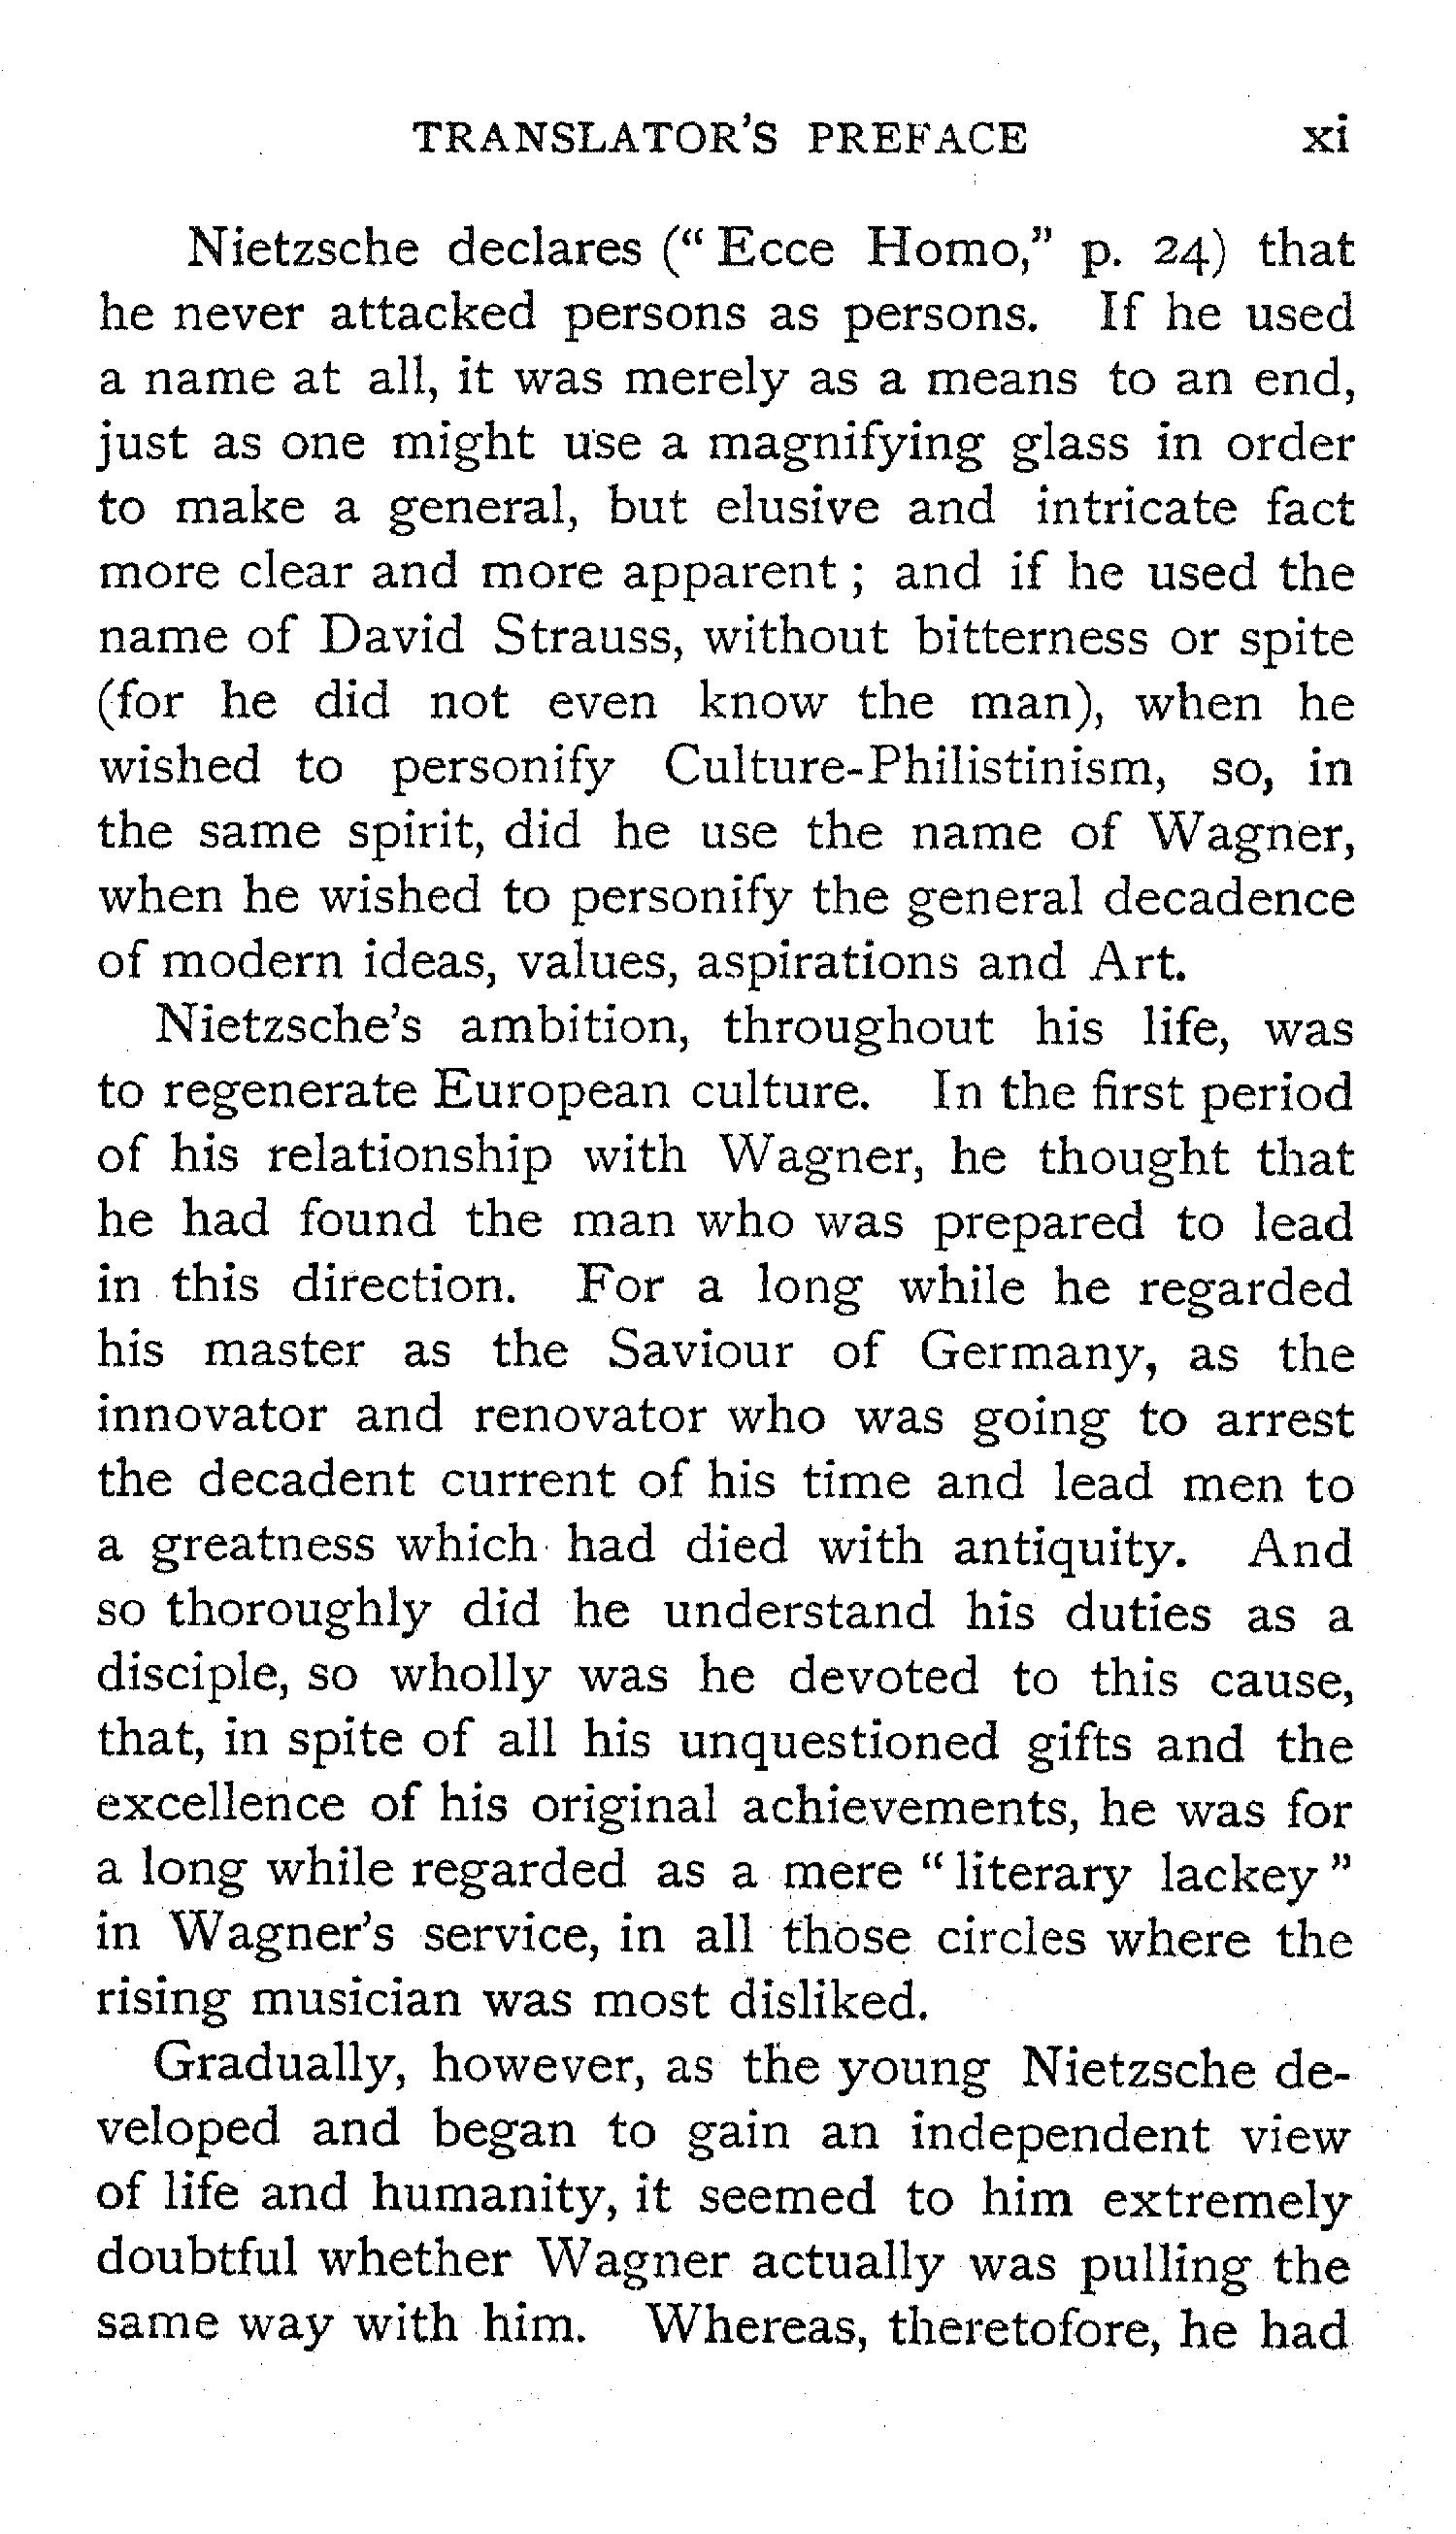 TRANSLATOR'S PREFACE xi
Nietzsche declares (" Ecce Homo," p. 24) that
he never attacked persons as persons. If he used
a name at all, it was merely as a means to an end,
just as one might use a magnifying glass in order
to make a general, but elusive and intricate fact
more clear and more apparent ; and if he used the
name of David Strauss, without bitterness or spite
(for he did not even know the man), when he
wished to personify Culture-Philistinism, so, in
the same spirit, did he use the name of Wagner,
when he wished to personify the general decadence
of modern ideas, values, aspirations and Art.
Nietzsche's ambition, throughout his life, was
to regenerate European culture. In the first period
of his relationship with Wagner, he thought that
he had found the man who was prepared to lead
in this direction. For a long while he regarded
his master as the Saviour of Germany, as the
innovator and renovator who was going to arrest
the decadent current of his time and lead men to
a greatness which had died with antiquity. And
so thoroughly did he understand his duties as a
disciple, so wholly was he devoted to this cause,
that, in spite of all his unquestioned gifts and the
excellence of his original achievements, he was for
a long while regarded as a mere " literary lackey "
in Wagner's service, in all those circles where the
rising musician was most disliked.
Gradually, however, as the young Nietzsche de-
veloped and began to gain an independent view
of life and humanity, it seemed to him extremely
doubtful whether Wagner actually was pulling the
same way with him. Whereas, theretofore, he had